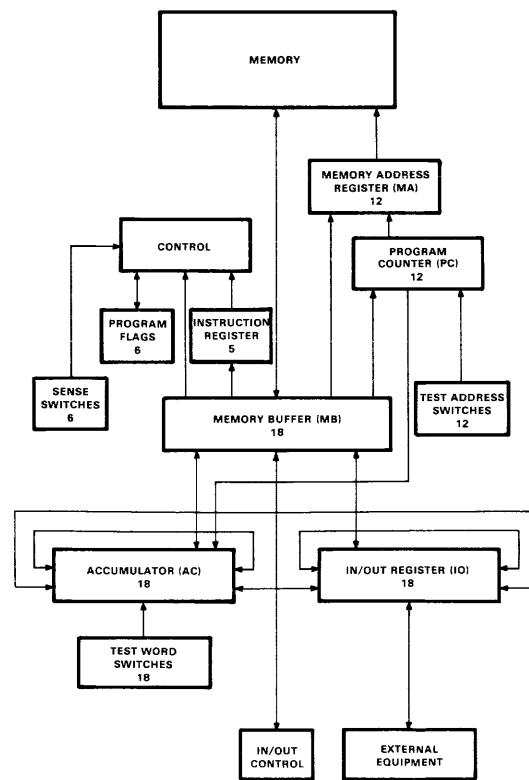 MEMORY
MEMORY ADDRESS
REGISTER (MA)
12
CONTROL
PROGRAM
COUNTER (PC)
12
PROGRAM
FLAGS
6
INSTRUCTION
REGISTER
5
SENSE
SWITCHES
6
MEMORY BUFFER (MB)
18
TEST ADDRESS
SWITCHES
12
ACCUMULATOR (AC)
18
IN/OUT REGISTER (IO)
18
TEST WORD
SWITCHES
18
IN/OUT
CONTROL
EXTERNAL
EQUIPMENT